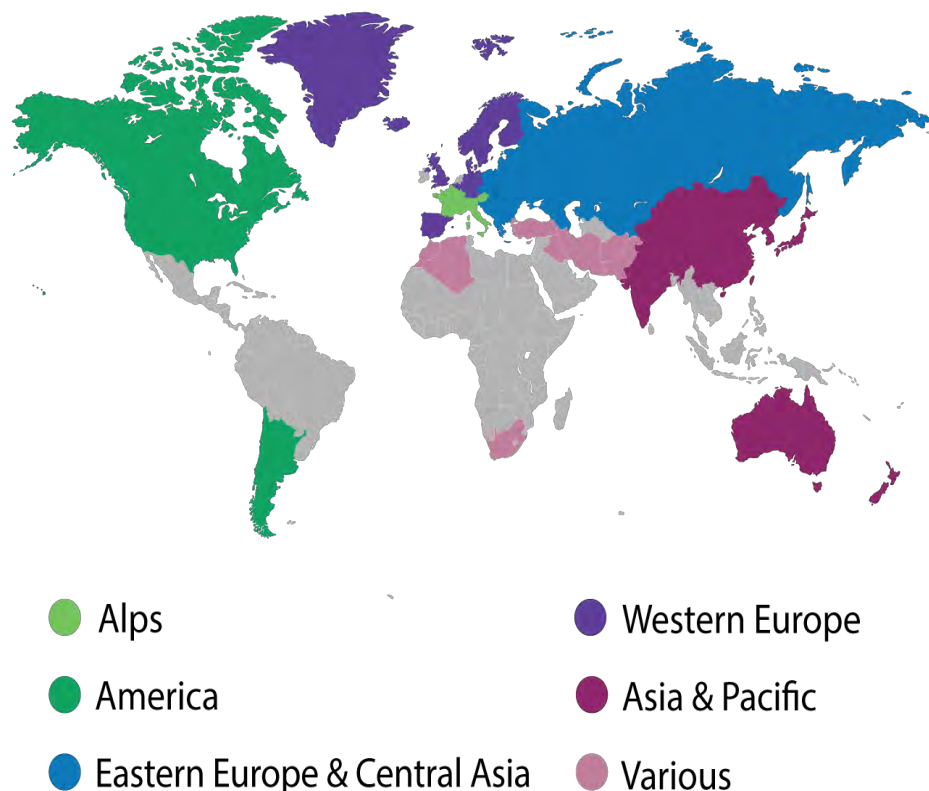 Alps
America
Eastern Europe & Central Asia
Western Europe
Asia & Pacific
Various